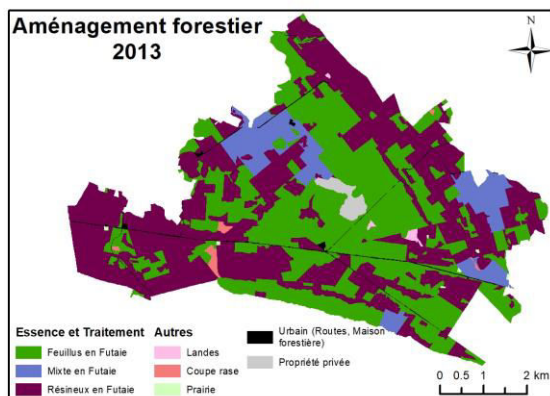 Aménagement forestier
2013
N
Essence et Traitement
Feuillus en Futaie
Mixte en Futaie
Résineux en Futaie
Autres
Landes
Coupe rase
Prairie
Urbain (Routes, Maison
forestière)
Propriété privée
0 0.5 1 2 km